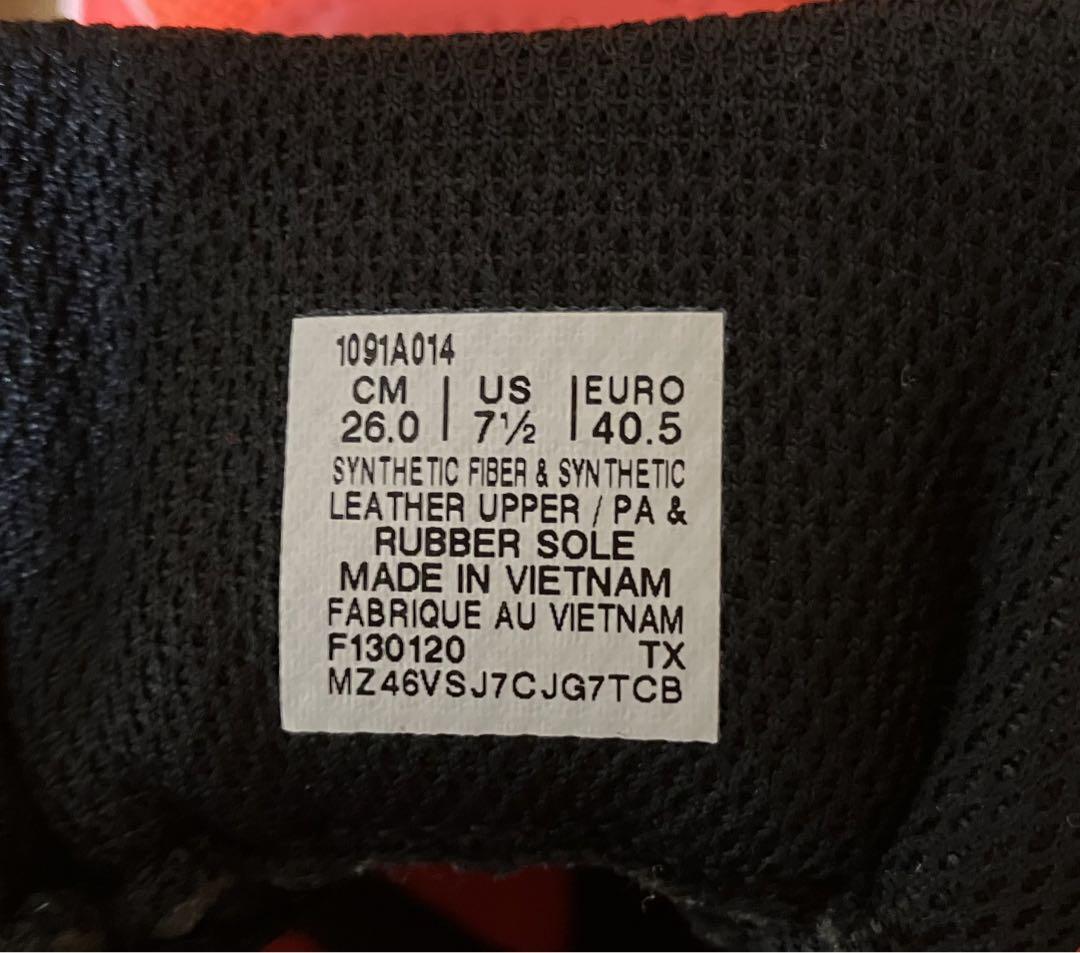 1091A014
CM | US | EURO
26.0 | 7½ | 40.5
SYNTHETIC FIBER & SYNTHETIC
LEATHER UPPER / PA &
RUBBER SOLE
MADE IN VIETNAM
FABRIQUE AU VIETNAM
F130120 TX
MZ46VSJ7CJG7TCB